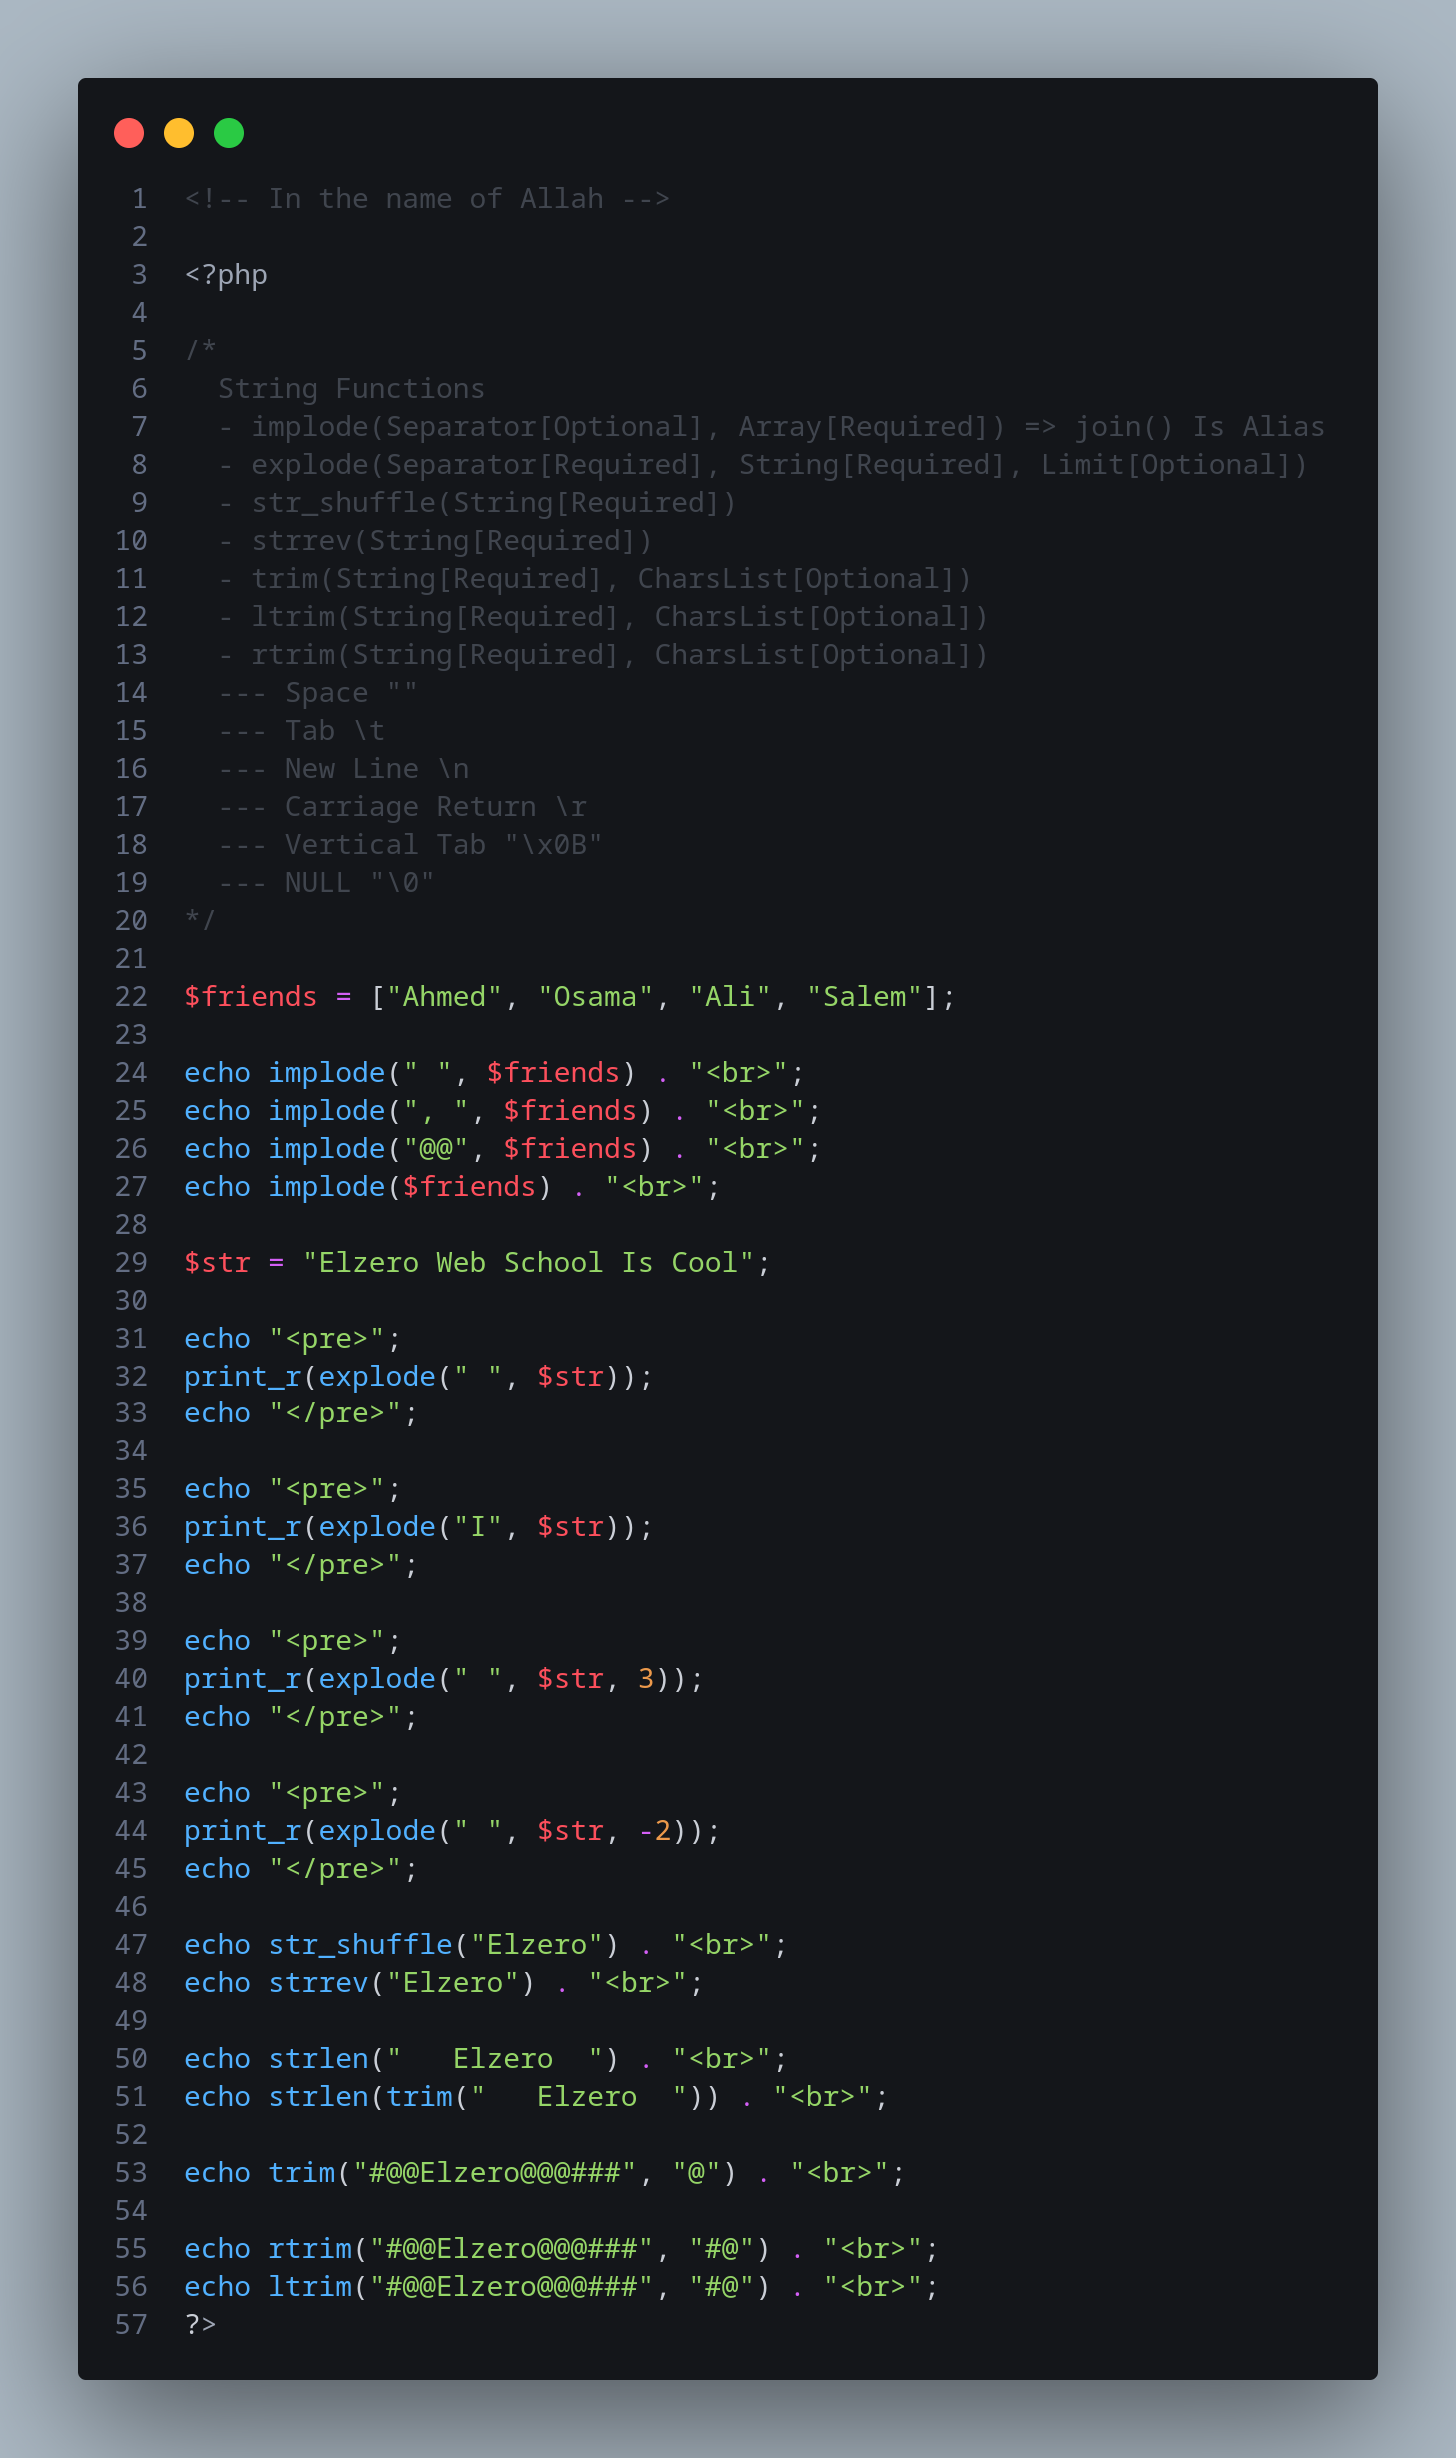 1 <!-- In the name of Allah -->
2
3 <?php
4
5 /*
6   String Functions
7   - implode(Separator[Optional], Array[Required]) => join() Is Alias
8   - explode(Separator[Required], String[Required], Limit[Optional])
9   - str_shuffle(String[Required])
10   - strrev(String[Required])
11   - trim(String[Required], CharsList[Optional])
12   - ltrim(String[Required], CharsList[Optional])
13   - rtrim(String[Required], CharsList[Optional])
14   --- Space ""
15   --- Tab \t
16   --- New Line \n
17   --- Carriage Return \r
18   --- Vertical Tab "\x0B"
19   --- NULL "\0"
20 */
21
22 $friends = ["Ahmed", "Osama", "Ali", "Salem"];
23
24 echo implode(" ", $friends) . "<br>";
25 echo implode(", ", $friends) . "<br>";
26 echo implode("@@", $friends) . "<br>";
27 echo implode($friends) . "<br>";
28
29 $str = "Elzero Web School Is Cool";
30
31 echo "<pre>";
32 print_r(explode(" ", $str));
33 echo "</pre>";
34
35 echo "<pre>";
36 print_r(explode("I", $str));
37 echo "</pre>";
38
39 echo "<pre>";
40 print_r(explode(" ", $str, 3));
41 echo "</pre>";
42
43 echo "<pre>";
44 print_r(explode(" ", $str, -2));
45 echo "</pre>";
46
47 echo str_shuffle("Elzero") . "<br>";
48 echo strrev("Elzero") . "<br>";
49
50 echo strlen("   Elzero  ") . "<br>";
51 echo strlen(trim("   Elzero  ")) . "<br>";
52
53 echo trim("#@@Elzero@@@###", "@") . "<br>";
54
55 echo rtrim("#@@Elzero@@@###", "#@") . "<br>";
56 echo ltrim("#@@Elzero@@@###", "#@") . "<br>";
57 ?>